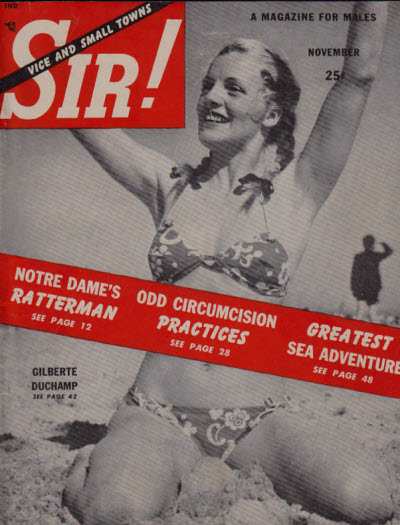 IND
VICE AND SMALL TOWNS
SIR!
A MAGAZINE FOR MALES
NOVEMBER
25¢
NOTRE DAME'S
RATTERMAN
SEE PAGE 12
ODD CIRCUMCISION
PRACTICES
SEE PAGE 28
GREATEST
SEA ADVENTURE
SEE PAGE 48
GILBERTE
DUCHAMP
SEE PAGE 42